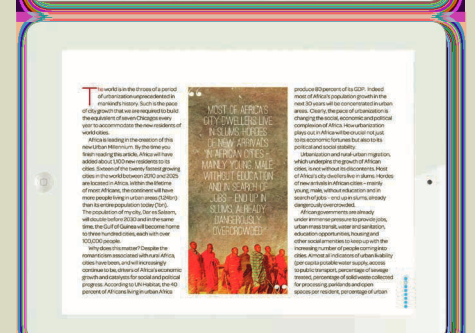 The world is in the throes of a period
of urbanization unprecedented in
mankind's history. Such is the pace
of city growth that we are required to build
the equivalent of seven Chicagos every
year to accommodate the new residents of
world cities.
Africa is leading in the creation of this
new Urban Millennium. By the time you
finish reading this article, Africa will have
added about 1,100 new residents to its
cities. Sixteen of the twenty fastest growing
cities in the world between 2010 and 2025
are located in Africa. Within the lifetime
of most Africans, the continent will have
more people living in urban areas (1.24bn)
than its entire population today (1bn).
The population of my city, Dar es Salaam,
will double before 2030 and in the same
time, the Gulf of Guinea will become home
to three hundred cities, each with over
100,000 people.
Why does this matter? Despite the
romanticism associated with rural Africa,
cities have been, and will increasingly
continue to be, drivers of Africa's economic
growth and catalysts for social and political
progress. According to UN Habitat, the 40
percent of Africans living in urban Africa
“
MOST OF AFRICA'S
CITY-DWELLERS LIVE
IN SLUMS. HORDES
OF NEW ARRIVALS
IN AFRICAN CITIES -
MAINLY YOUNG, MALE
WITHOUT EDUCATION
AND IN SEARCH OF
JOBS - END UP IN
SLUMS, ALREADY
DANGEROUSLY
OVERCROWDED
produce 80 percent of its GDP. Indeed
most of Africa's population growth in the
next 30 years will be concentrated in urban
areas. Clearly, the pace of urbanization is
changing the social, economic and political
complexion of Africa. How urbanization
plays out in Africa will be crucial not just
to its economic fortunes but also to its
political and social stability.
Urbanization and rural-urban migration,
which underpins the growth of African
cities, is not without its discontents. Most
of Africa's city dwellers live in slums. Hordes
of new arrivals in African cities - mainly
young, male, without education and in
search of jobs - end up in slums, already
dangerously overcrowded.
African governments are already
under immense pressure to provide jobs,
urban mass transit, water and sanitation,
education opportunities, housing and
other social amenities to keep up with the
increasing number of people coming into
cities. Almost all indicators of urban livability
(per capita potable water supply, access
to public transport, percentage of sewage
treated, percentage of solid waste collected
for processing, parklands and open
spaces per resident, percentage of urban